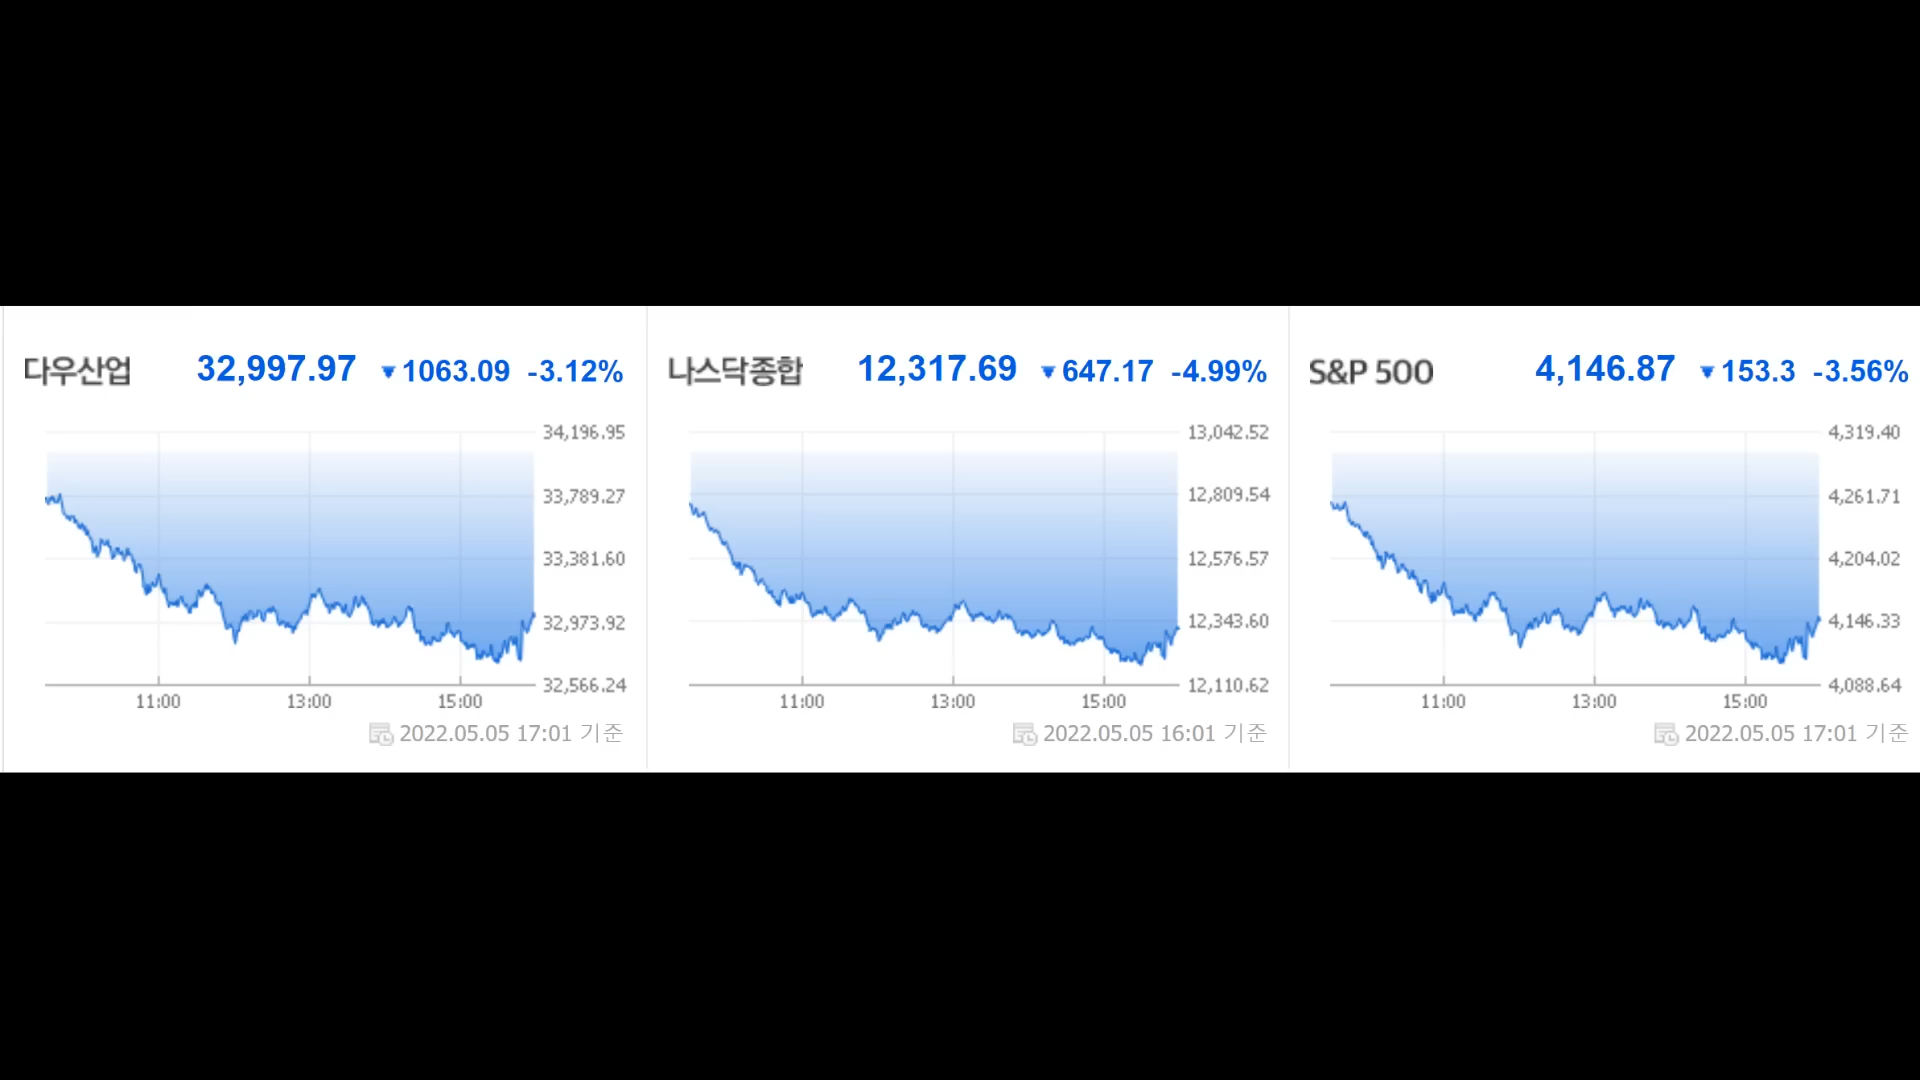 다우산업 32,997.97 ▼1063.09 -3.12%
34,196.95
33,789.27
33,381.60
32,973.92
32,566.24
11:00 13:00 15:00
2022.05.05 17:01 기준
나스닥종합 12,317.69 ▼647.17 -4.99%
13,042.52
12,809.54
12,576.57
12,343.60
12,110.62
11:00 13:00 15:00
2022.05.05 16:01 기준
S&P 500 4,146.87 ▼153.3 -3.56%
4,319.40
4,261.71
4,204.02
4,146.33
4,088.64
11:00 13:00 15:00
2022.05.05 17:01 기준